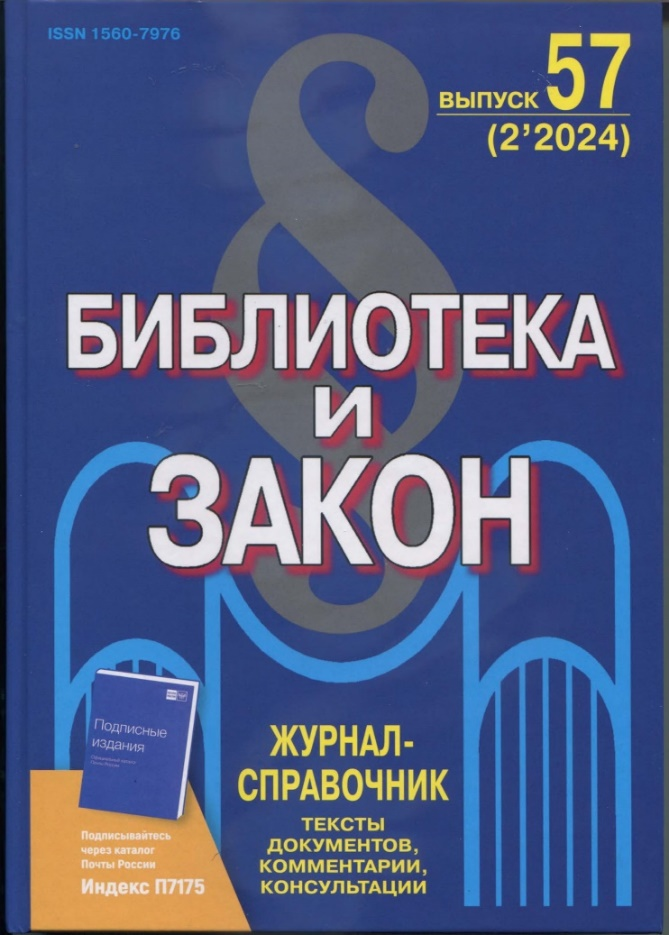 ISSN 1560-7976
ВЫПУСК 57
(2’2024)
БИБЛИОТЕКА
И
ЗАКОН
Подписные
издания
ЖУРНАЛ-
СПРАВОЧНИК
ТЕКСТЫ
ДОКУМЕНТОВ,
КОММЕНТАРИИ,
КОНСУЛЬТАЦИИ
Подписывайтесь
через каталог
Почты России
Индекс П7175